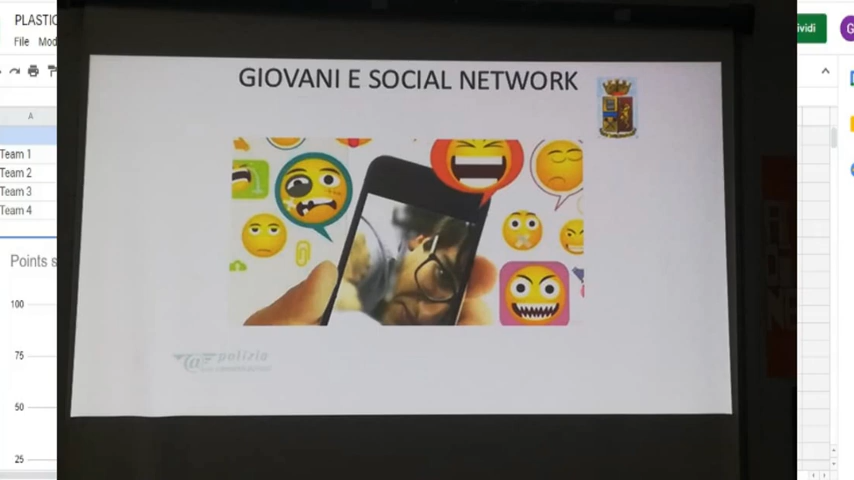 PLASTIC
ividi
G
File Mod
A
Team 1
Team 2
Team 3
Team 4
Points s
100
75
50
25
GIOVANI E SOCIAL NETWORK
polizia